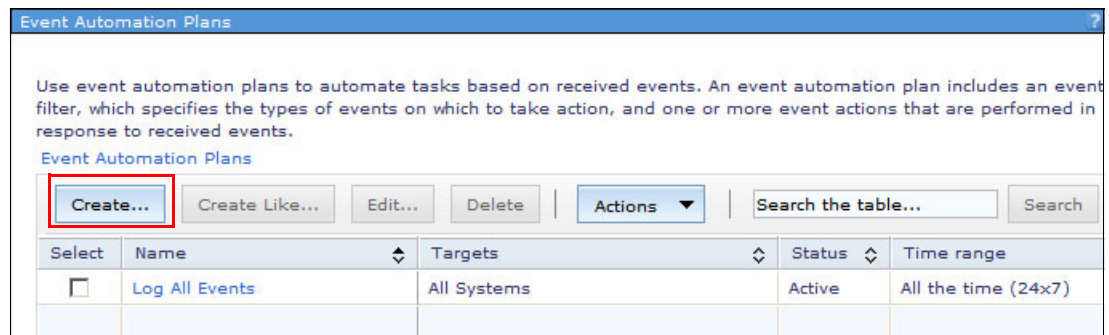 Event Automation Plans ?
Use event automation plans to automate tasks based on received events. An event automation plan includes an event
filter, which specifies the types of events on which to take action, and one or more event actions that are performed in
response to received events.
Event Automation Plans
Create... Create Like... Edit... Delete | Actions | Search the table... Search
Select Name Targets Status Time range
Log All Events All Systems Active All the time (24x7)